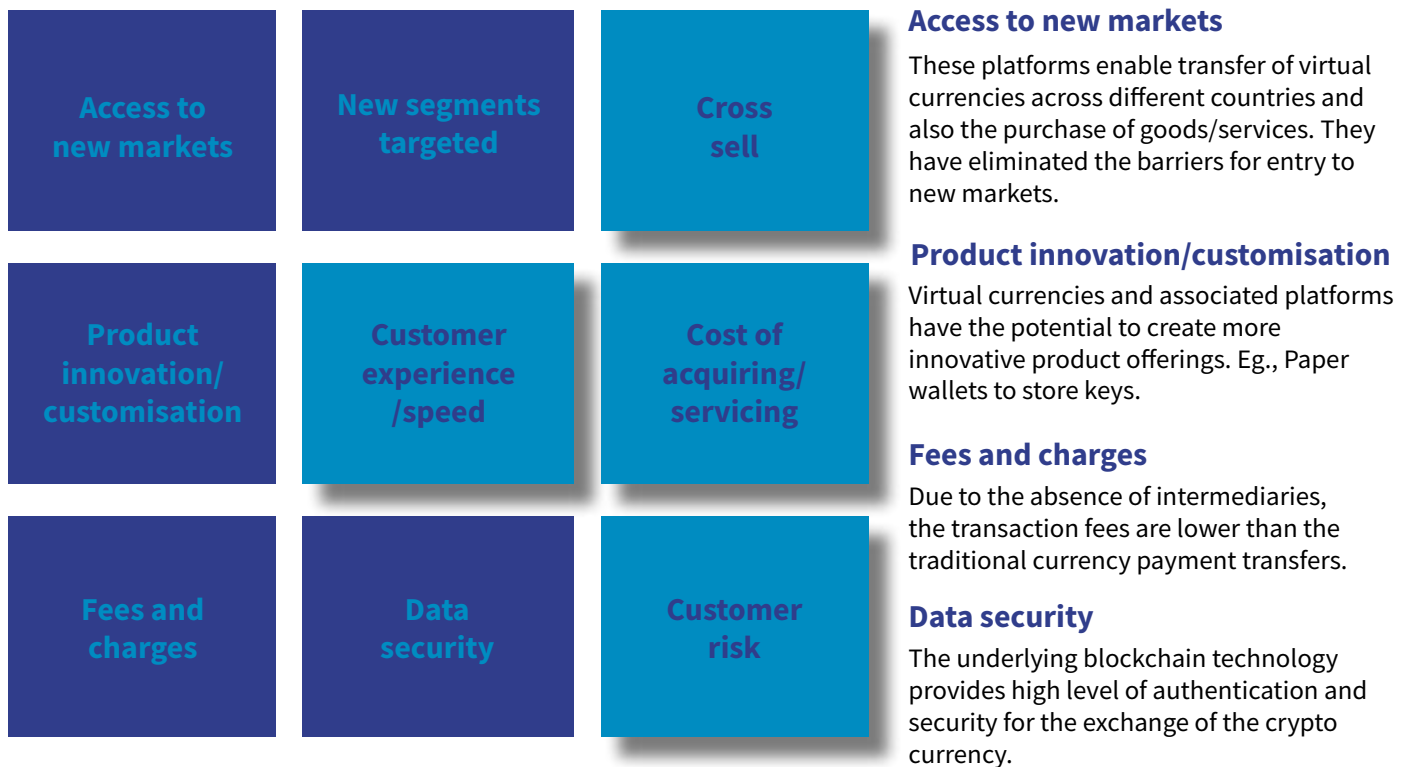 Access to
new markets
New segments
targeted
Cross
sell
Product
innovation/
customisation
Customer
experience
/speed
Cost of
acquiring/
servicing
Fees and
charges
Data
security
Customer
risk
Access to new markets
These platforms enable transfer of virtual
currencies across different countries and
also the purchase of goods/services. They
have eliminated the barriers for entry to
new markets.
Product innovation/customisation
Virtual currencies and associated platforms
have the potential to create more
innovative product offerings. Eg., Paper
wallets to store keys.
Fees and charges
Due to the absence of intermediaries,
the transaction fees are lower than the
traditional currency payment transfers.
Data security
The underlying blockchain technology
provides high level of authentication and
security for the exchange of the crypto
currency.